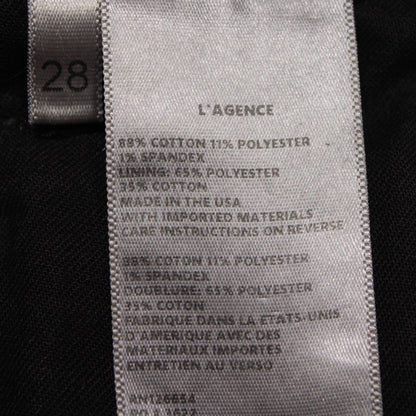 28
L'AGENCE
88% COTTON 11% POLYESTER
1% SPANDEX
LINING: 65% POLYESTER
35% COTTON
MADE IN THE USA
WITH IMPORTED MATERIALS
CARE INSTRUCTIONS ON REVERSE
88% COTON 11% POLYESTER
1% SPANDEX
DOUBLURE: 65% POLYESTER
35% COTON
FABRIQUE DANS LA ETATS-UNIS
D'AMERIQUE AVEC DES
MATERIAUX IMPORTES
ENTRETIEN AU VERSO
RN126654